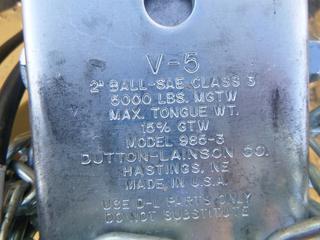 V-5
2" BALL-SAE CLASS 3
5000 LBS. MGTW
MAX. TONGUE WT.
15% GTW
MODEL 985-3
DUTTON-LAINSON CO.
HASTINGS, NE
MADE IN U.S.A.
USE D-L PARTS ONLY
DO NOT SUBSTITUTE